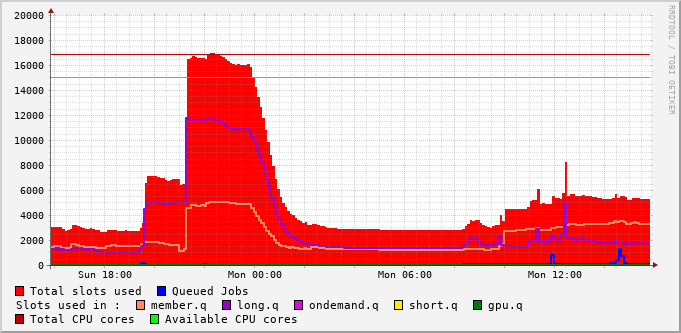 RRDTOOL / TOBI OETIKER
20000
18000
16000
14000
12000
10000
8000
6000
4000
2000
0
Sun 18:00 Mon 00:00 Mon 06:00 Mon 12:00
Total slots used Queued Jobs
Slots used in : member.q long.q ondemand.q short.q gpu.q
Total CPU cores Available CPU cores